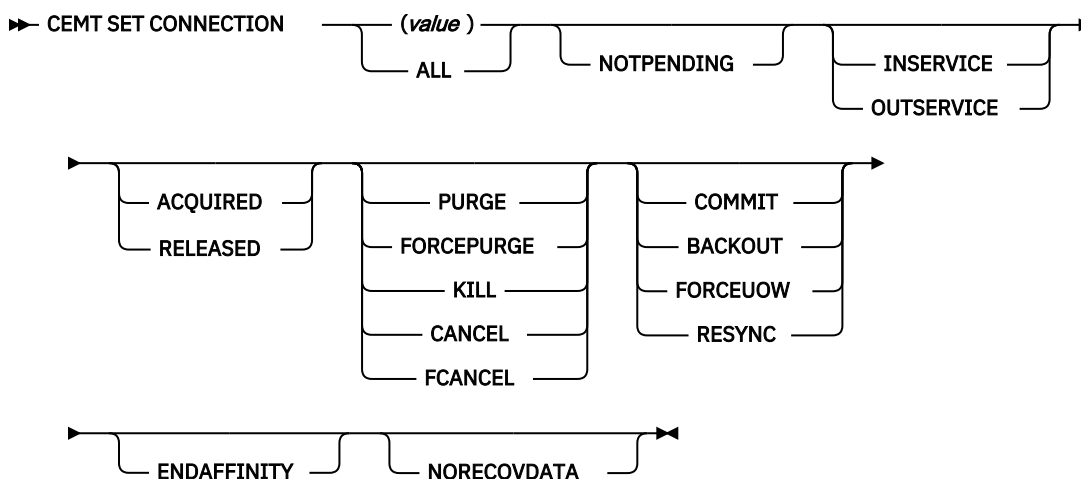 CEMT SET CONNECTION (value)
ALL
NOTPENDING
INSERVICE
OUTSERVICE
ACQUIRED
RELEASED
PURGE
FORCEPURGE
KILL
CANCEL
FCANCEL
COMMIT
BACKOUT
FORCEUOW
RESYNC
ENDAFFINITY
NORECOVDATA